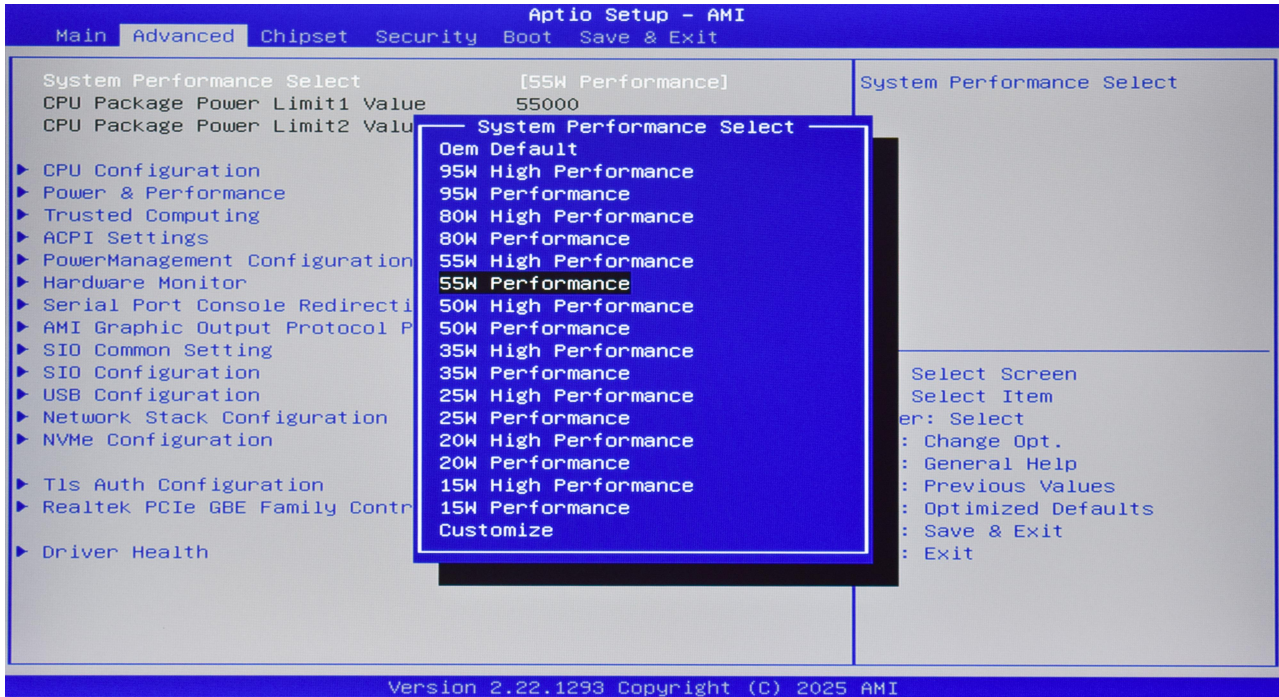 Aptio Setup - AMI
Main Advanced Chipset Security Boot Save & Exit
System Performance Select [55W Performance] System Performance Select
CPU Package Power Limit1 Value 55000
CPU Package Power Limit2 Valu
System Performance Select
Oem Default
95W High Performance
95W Performance
80W High Performance
80W Performance
55W High Performance
55W Performance
50W High Performance
50W Performance
35W High Performance
35W Performance
25W High Performance
25W Performance
20W High Performance
20W Performance
15W High Performance
15W Performance
Customize
CPU Configuration
Power & Performance
Trusted Computing
ACPI Settings
PowerManagement Configuration
Hardware Monitor
Serial Port Console Redirecti
AMI Graphic Output Protocol P
SIO Common Setting
SIO Configuration
USB Configuration
Network Stack Configuration
NVMe Configuration
Tls Auth Configuration
Realtek PCIe GBE Family Contr
Driver Health
Select Screen
Select Item
er: Select
: Change Opt.
: General Help
: Previous Values
: Optimized Defaults
: Save & Exit
: Exit
Version 2.22.1293 Copyright (C) 2025 AMI